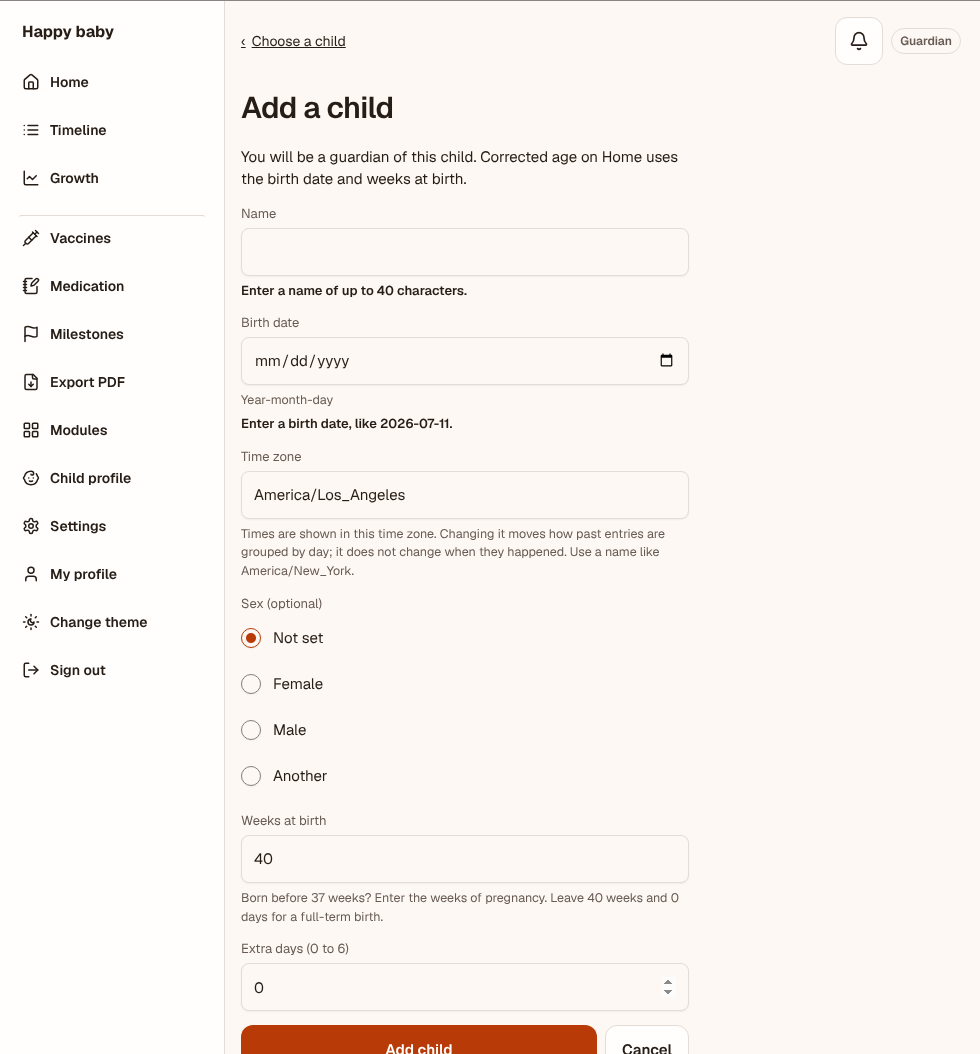 Happy baby
Home
Timeline
Growth
Vaccines
Medication
Milestones
Export PDF
Modules
Child profile
Settings
My profile
Change theme
Sign out
‹ Choose a child
Guardian
Add a child
You will be a guardian of this child. Corrected age on Home uses
the birth date and weeks at birth.
Name
Enter a name of up to 40 characters.
Birth date
mm/dd/yyyy
Year-month-day
Enter a birth date, like 2026-07-11.
Time zone
America/Los_Angeles
Times are shown in this time zone. Changing it moves how past entries are
grouped by day; it does not change when they happened. Use a name like
America/New_York.
Sex (optional)
Not set
Female
Male
Another
Weeks at birth
40
Born before 37 weeks? Enter the weeks of pregnancy. Leave 40 weeks and 0
days for a full-term birth.
Extra days (0 to 6)
0
Add child
Cancel